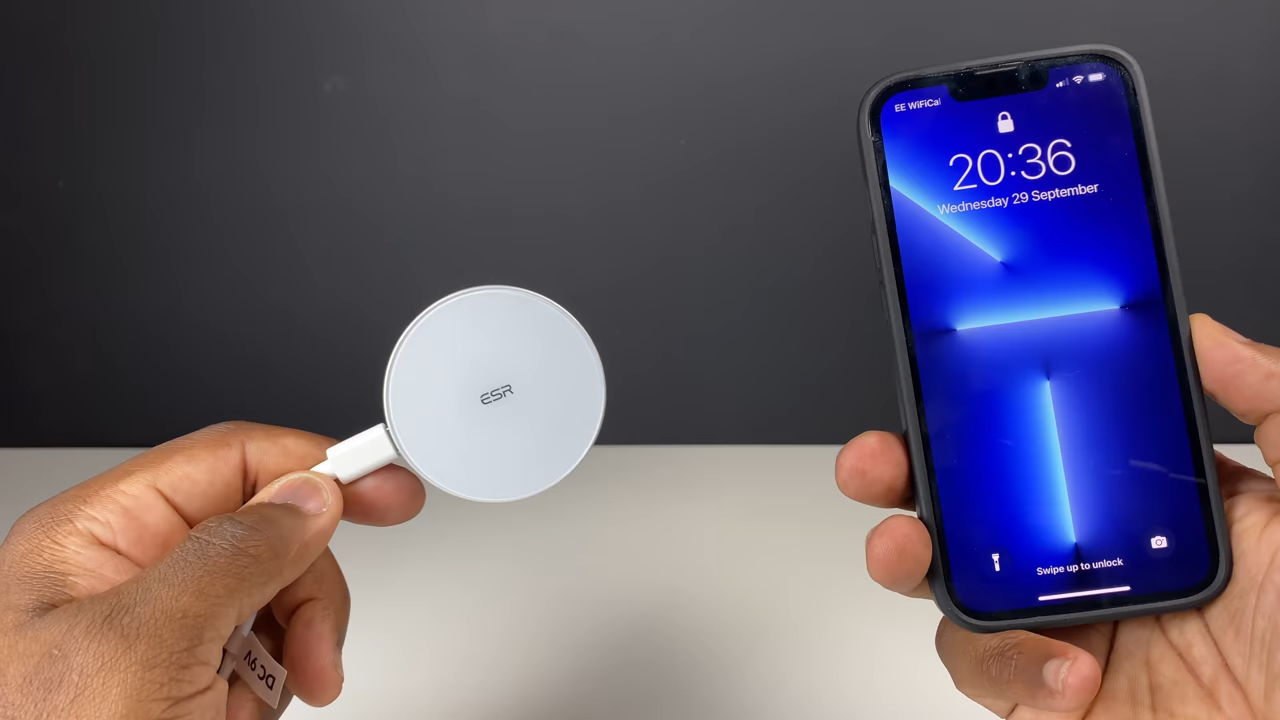 EE WiFiCal
20:36
Wednesday 29 September
Swipe up to unlock
ESR
DC 9V